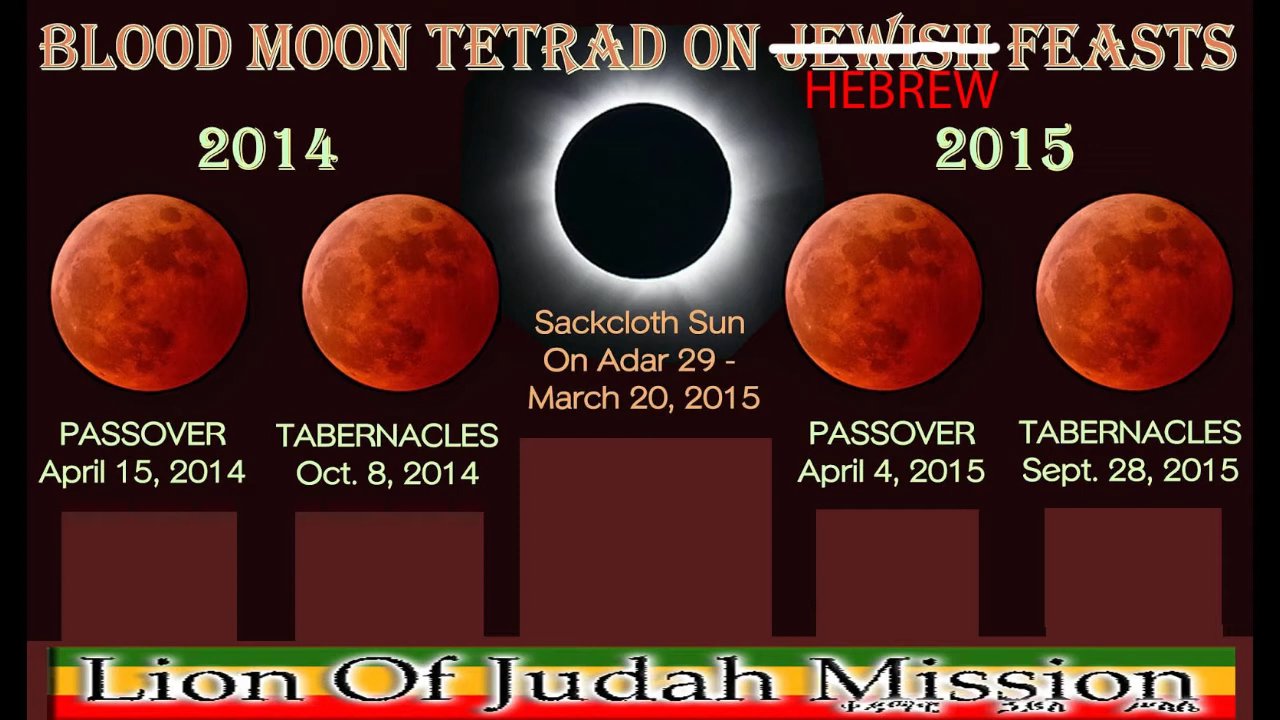 BLOOD MOON TETRAD ON JEWISH FEASTS
HEBREW
2014
2015
Sackcloth Sun
On Adar 29 -
March 20, 2015
PASSOVER
April 15, 2014
TABERNACLES
Oct. 8, 2014
PASSOVER
April 4, 2015
TABERNACLES
Sept. 28, 2015
Lion Of Judah Mission